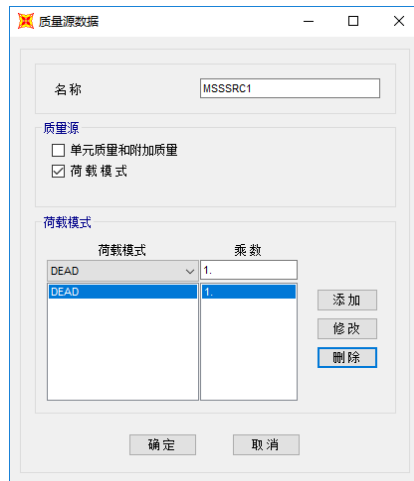 质量源数据
名称 MSSSRC1
质量源
单元质量和附加质量
荷载模式
荷载模式
荷载模式 乘数
DEAD 1.
DEAD 1.
添加
修改
删除
确定 取消